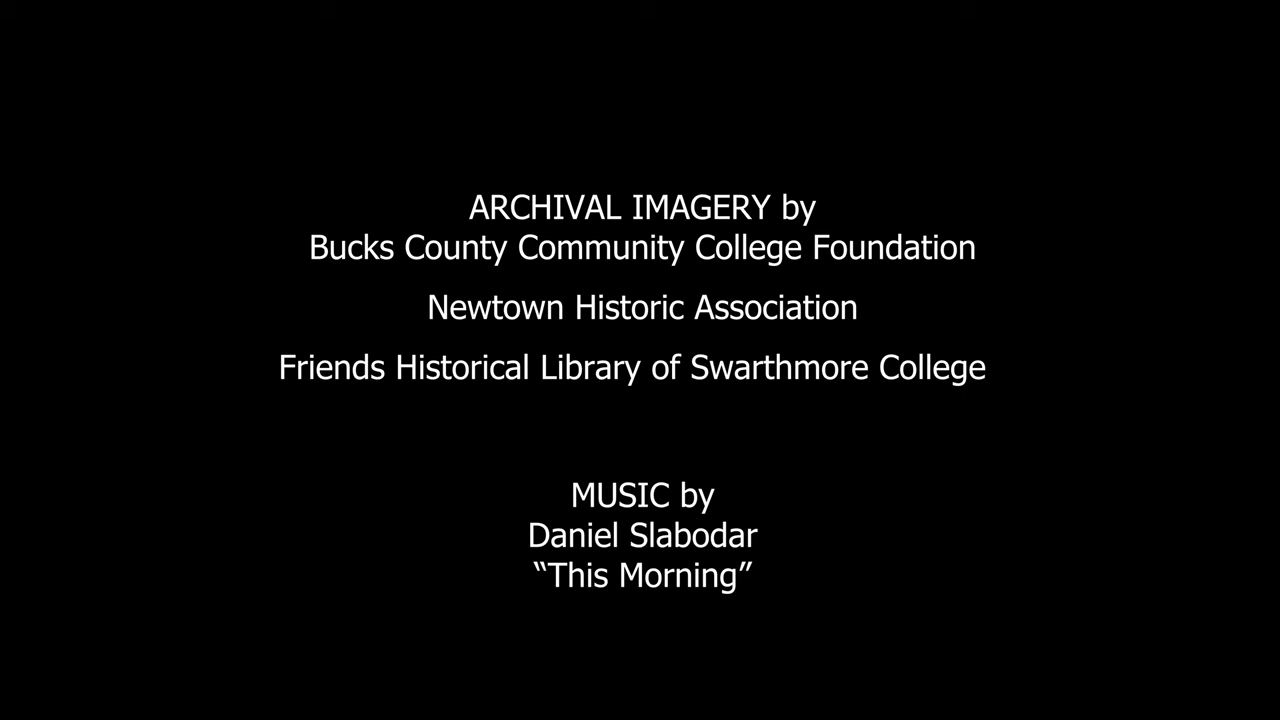 ARCHIVAL IMAGERY by
Bucks County Community College Foundation
Newtown Historic Association
Friends Historical Library of Swarthmore College
MUSIC by
Daniel Slabodar
“This Morning”